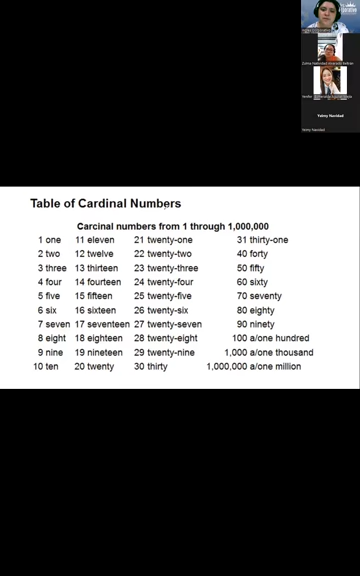 Table of Cardinal Numbers
Carcinal numbers from 1 through 1,000,000
1 one 11 eleven 21 twenty-one 31 thirty-one
2 two 12 twelve 22 twenty-two 40 forty
3 three 13 thirteen 23 twenty-three 50 fifty
4 four 14 fourteen 24 twenty-four 60 sixty
5 five 15 fifteen 25 twenty-five 70 seventy
6 six 16 sixteen 26 twenty-six 80 eighty
7 seven 17 seventeen 27 twenty-seven 90 ninety
8 eight 18 eighteen 28 twenty-eight 100 a/one hundred
9 nine 19 nineteen 29 twenty-nine 1,000 a/one thousand
10 ten 20 twenty 30 thirty 1,000,000 a/one million
Yeimy Navidad
Yeimy Navidad